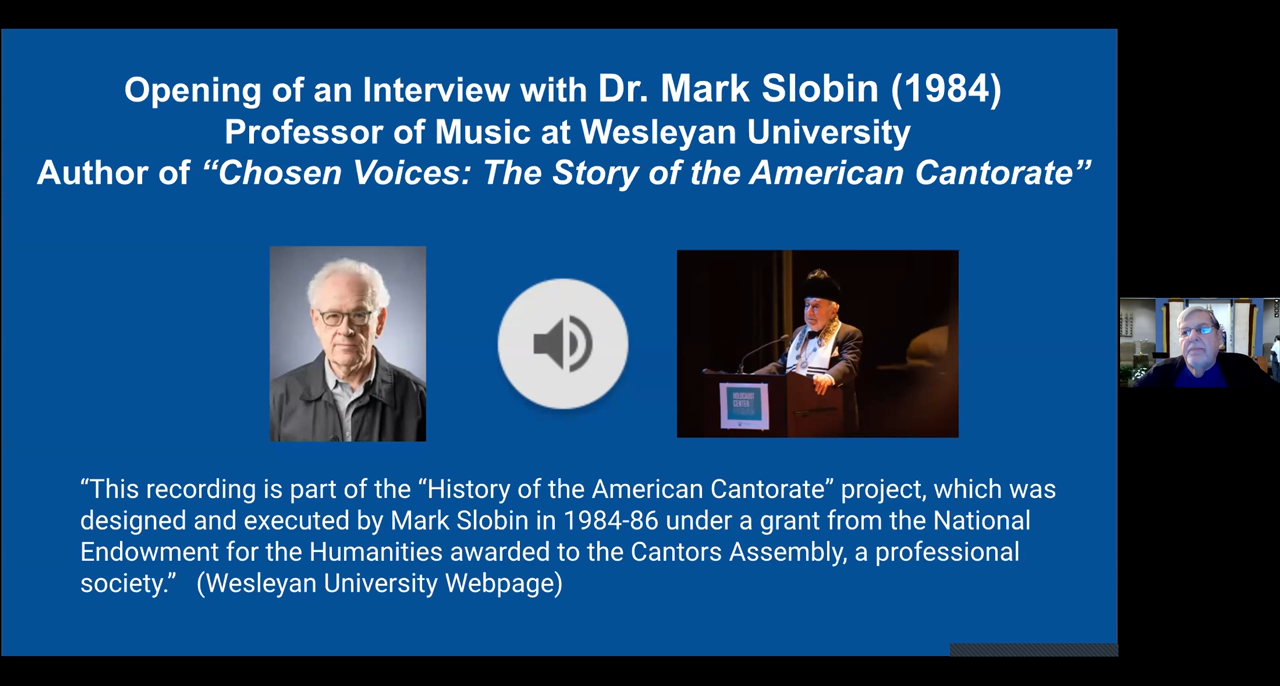 Opening of an Interview with Dr. Mark Slobin (1984)
Professor of Music at Wesleyan University
Author of “Chosen Voices: The Story of the American Cantorate”
HOLOCAUST
CENTER
“This recording is part of the “History of the American Cantorate” project, which was
designed and executed by Mark Slobin in 1984-86 under a grant from the National
Endowment for the Humanities awarded to the Cantors Assembly, a professional
society.” (Wesleyan University Webpage)